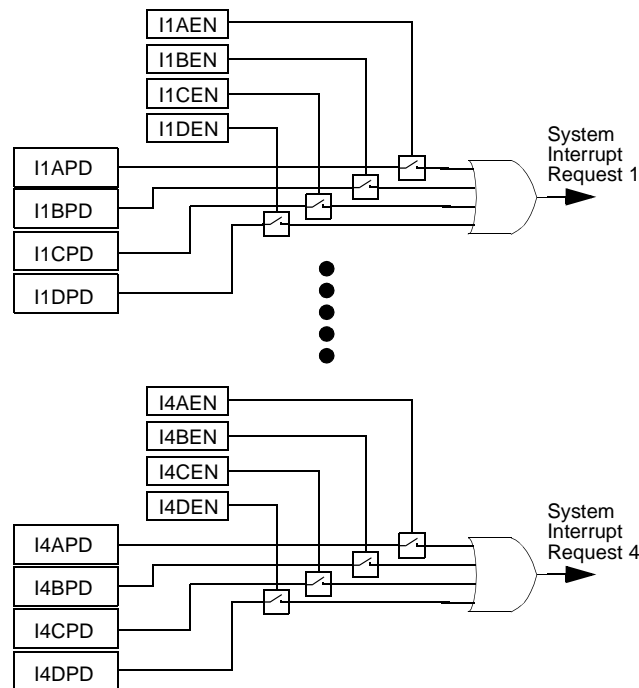 I1AEN
I1BEN
I1CEN
I1DEN
I1APD
I1BPD
I1CPD
I1DPD
System
Interrupt
Request 1
I4AEN
I4BEN
I4CEN
I4DEN
I4APD
I4BPD
I4CPD
I4DPD
System
Interrupt
Request 4